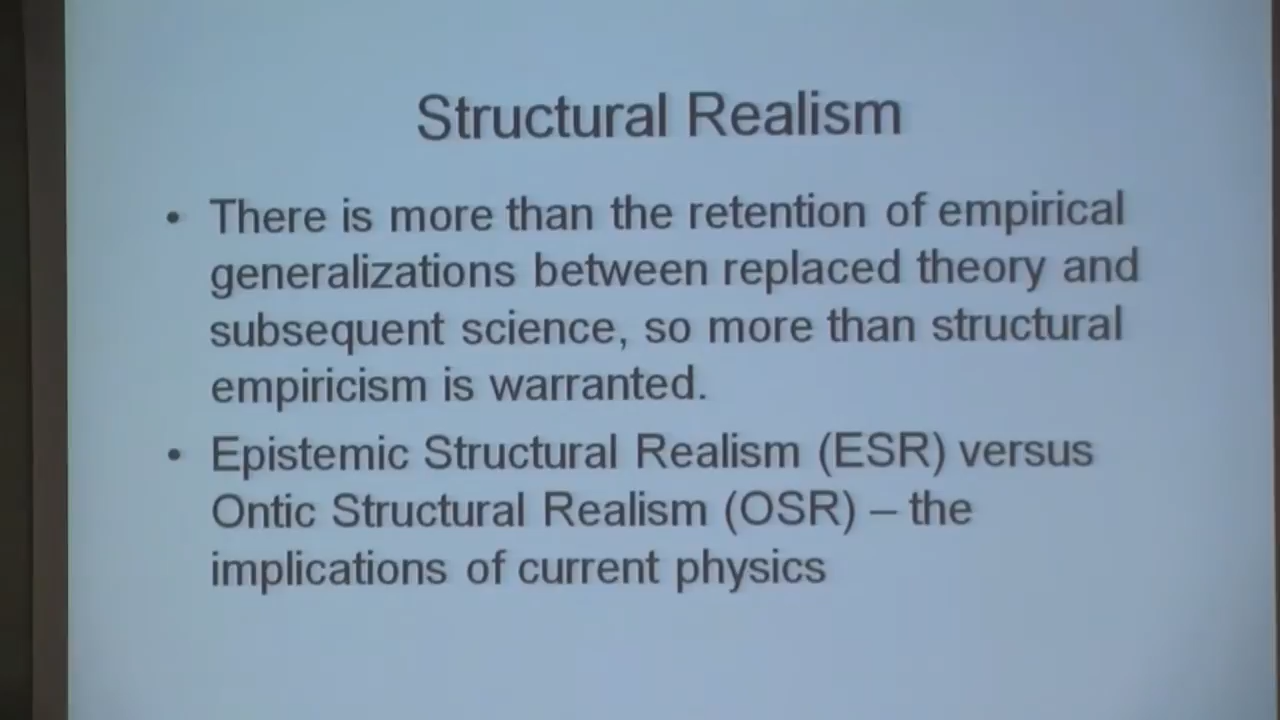 Structural Realism
• There is more than the retention of empirical
generalizations between replaced theory and
subsequent science, so more than structural
empiricism is warranted.
• Epistemic Structural Realism (ESR) versus
Ontic Structural Realism (OSR) – the
implications of current physics